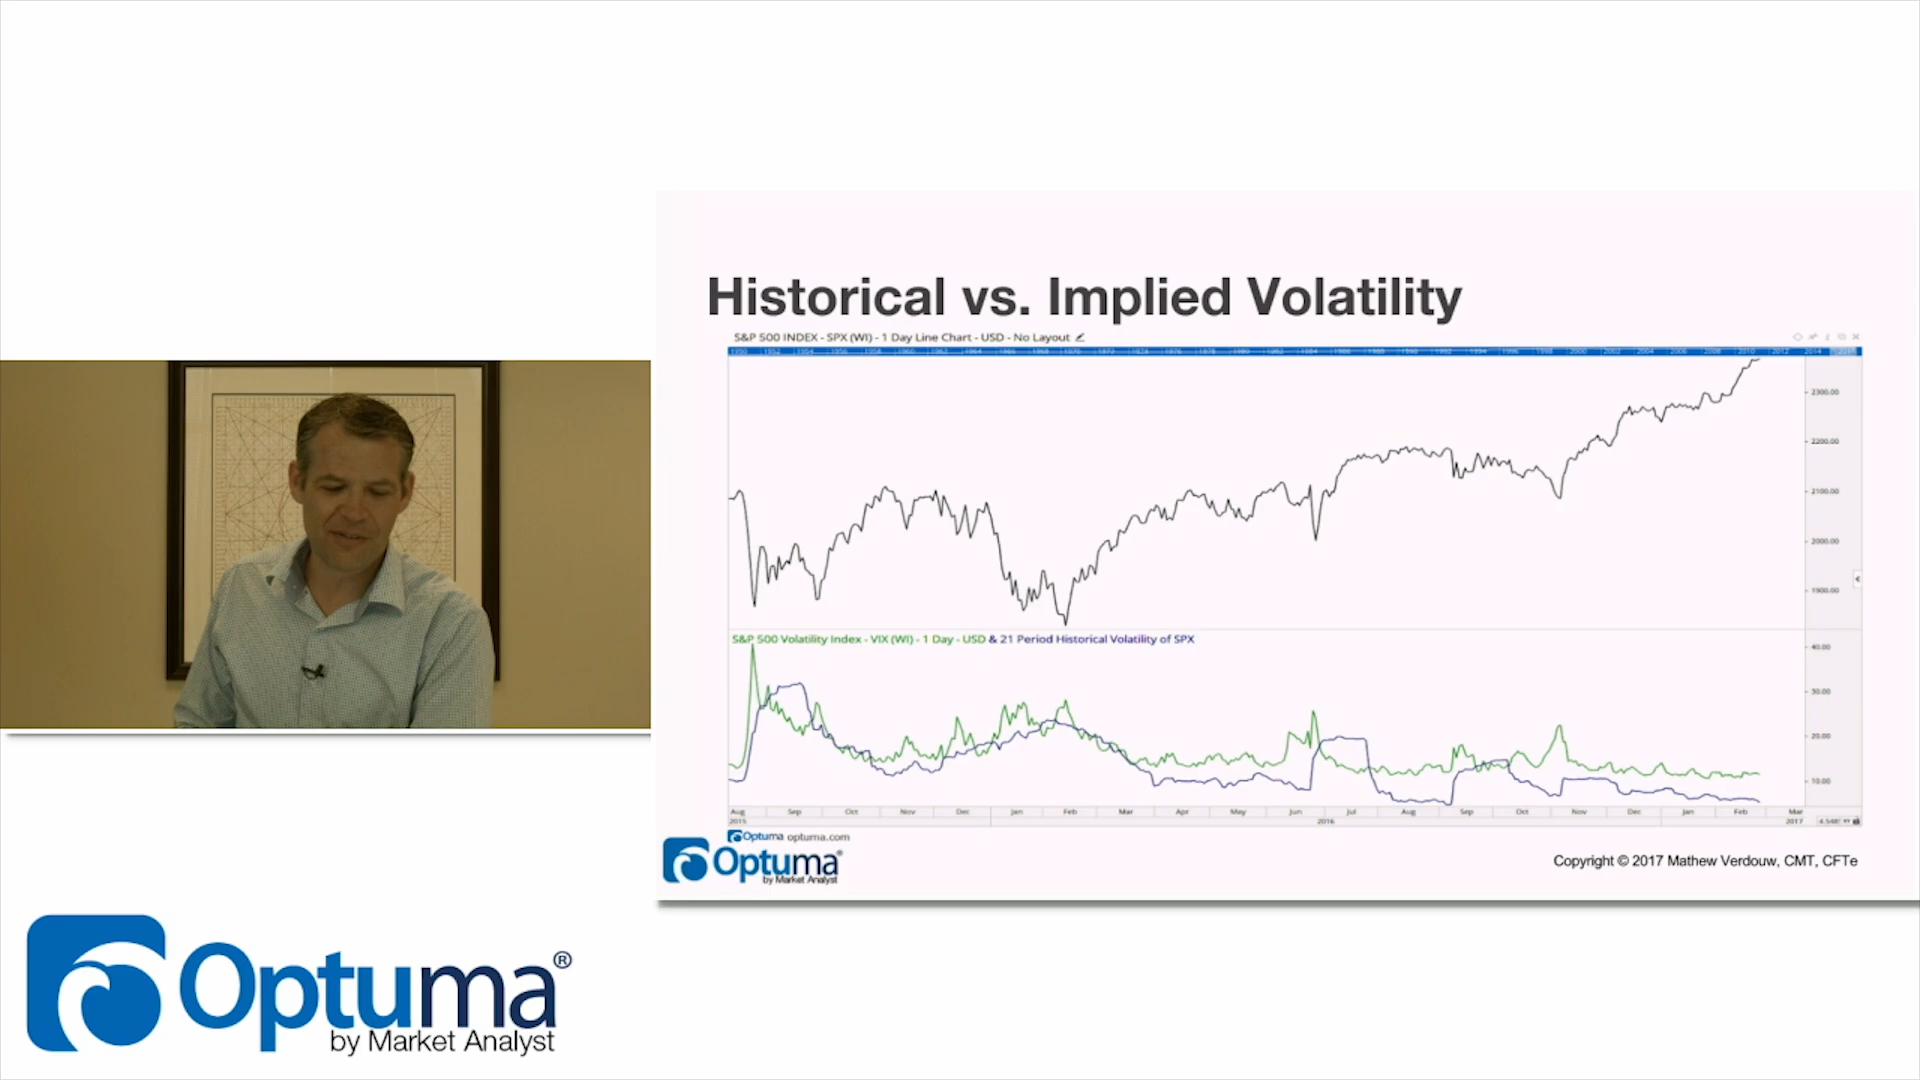 Historical vs. Implied Volatility
S&P 500 INDEX - SPX (WI) - 1 Day Line Chart - USD - No Layout
2300.00
2200.00
2100.00
2000.00
1900.00
S&P 500 Volatility Index - VIX (WI) - 1 Day - USD & 21 Period Historical Volatility of SPX
40.00
30.00
20.00
10.00
Aug Sep Oct Nov Dec Jan Feb Mar Apr May Jun Jul Aug Sep Oct Nov Dec Jan Feb Mar
2015 2016 2017
Optuma optuma.com
Optuma®
by Market Analyst
Copyright © 2017 Mathew Verdouw, CMT, CFTe
Optuma®
by Market Analyst